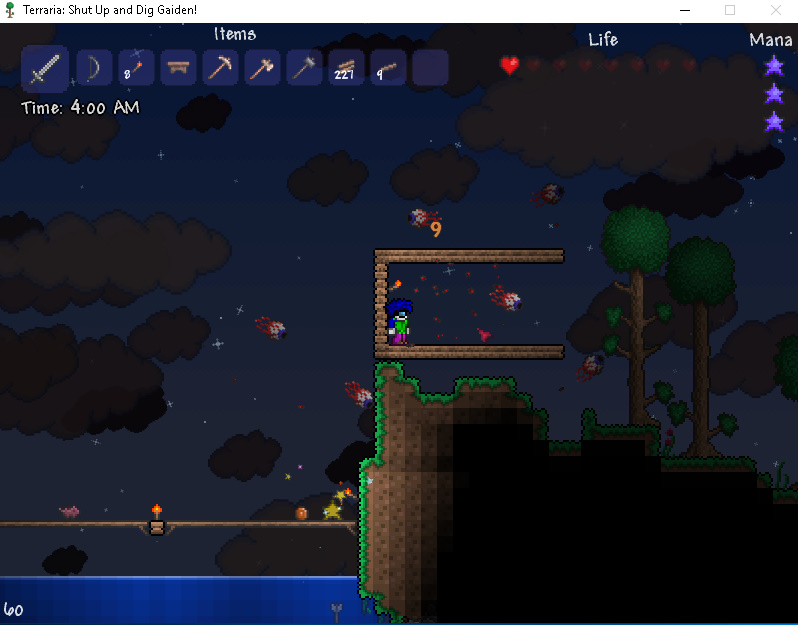 Terraria: Shut Up and Dig Gaiden!
Items
Life
Mana
8
227
9
Time: 4:00 AM
9
60